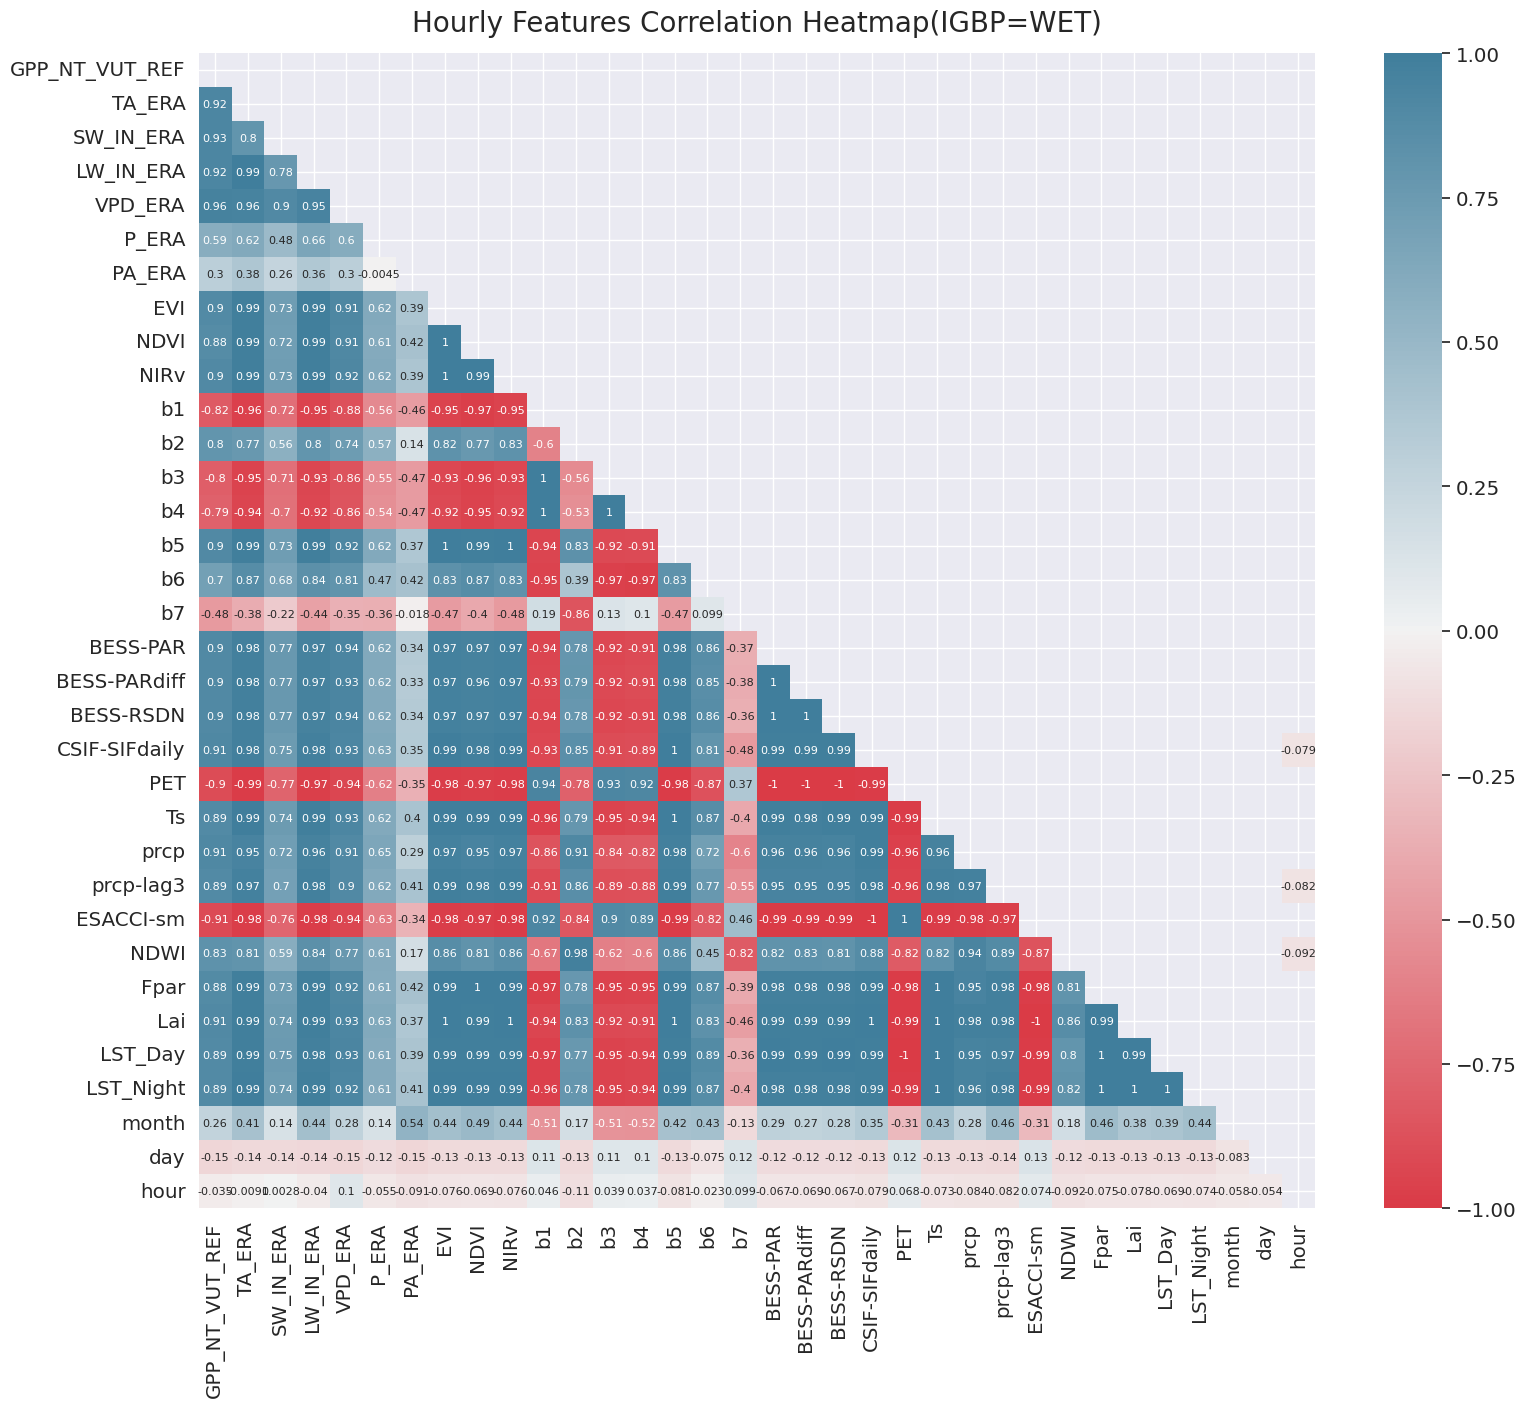 Hourly Features Correlation Heatmap(IGBP=WET)
GPP_NT_VUT_REF
TA_ERA 0.92
SW_IN_ERA 0.93 0.8
LW_IN_ERA 0.92 0.99 0.78
VPD_ERA 0.96 0.96 0.9 0.95
P_ERA 0.59 0.62 0.48 0.66 0.6
PA_ERA 0.3 0.38 0.26 0.36 0.3 -0.0045
EVI 0.9 0.99 0.73 0.99 0.91 0.62 0.39
NDVI 0.88 0.99 0.72 0.99 0.91 0.61 0.42 1
NIRv 0.9 0.99 0.73 0.99 0.92 0.62 0.39 1 0.99
b1 -0.82 -0.96 -0.72 -0.95 -0.88 -0.56 -0.46 -0.95 -0.97 -0.95
b2 0.8 0.77 0.56 0.8 0.74 0.57 0.14 0.82 0.77 0.83 -0.6
b3 -0.8 -0.95 -0.71 -0.93 -0.86 -0.55 -0.47 -0.93 -0.96 -0.93 1 -0.56
b4 -0.79 -0.94 -0.7 -0.92 -0.86 -0.54 -0.47 -0.92 -0.95 -0.92 1 -0.53 1
b5 0.9 0.99 0.73 0.99 0.92 0.62 0.37 1 0.99 1 -0.94 0.83 -0.92 -0.91
b6 0.7 0.87 0.68 0.84 0.81 0.47 0.42 0.83 0.87 0.83 -0.95 0.39 -0.97 -0.97 0.83
b7 -0.48 -0.38 -0.22 -0.44 -0.35 -0.36 -0.018 -0.47 -0.4 -0.48 0.19 -0.86 0.13 0.1 -0.47 0.099
BESS-PAR 0.9 0.98 0.77 0.97 0.94 0.62 0.34 0.97 0.97 0.97 -0.94 0.78 -0.92 -0.91 0.98 0.86 -0.37
BESS-PARdiff 0.9 0.98 0.77 0.97 0.93 0.62 0.33 0.97 0.96 0.97 -0.93 0.79 -0.92 -0.91 0.98 0.85 -0.38 1
BESS-RSDN 0.9 0.98 0.77 0.97 0.94 0.62 0.34 0.97 0.97 0.97 -0.94 0.78 -0.92 -0.91 0.98 0.86 -0.36 1 1
CSIF-SIFdaily 0.91 0.98 0.75 0.98 0.93 0.63 0.35 0.99 0.98 0.99 -0.93 0.85 -0.91 -0.89 1 0.81 -0.48 0.99 0.99 0.99 -0.079
PET -0.9 -0.99 -0.77 -0.97 -0.94 -0.62 -0.35 -0.98 -0.97 -0.98 0.94 -0.78 0.93 0.92 -0.98 -0.87 0.37 -1 -1 -1 -0.99
Ts 0.89 0.99 0.74 0.99 0.93 0.62 0.4 0.99 0.99 0.99 -0.96 0.79 -0.95 -0.94 1 0.87 -0.4 0.99 0.98 0.99 0.99 -0.99
prcp 0.91 0.95 0.72 0.96 0.91 0.65 0.29 0.97 0.95 0.97 -0.86 0.91 -0.84 -0.82 0.98 0.72 -0.6 0.96 0.96 0.96 0.99 -0.96 0.96
prcp-lag3 0.89 0.97 0.7 0.98 0.9 0.62 0.41 0.99 0.98 0.99 -0.91 0.86 -0.89 -0.88 0.99 0.77 -0.55 0.95 0.95 0.95 0.98 -0.96 0.98 0.97 -0.082
ESACCI-sm -0.91 -0.98 -0.76 -0.98 -0.94 -0.63 -0.34 -0.98 -0.97 -0.98 0.92 -0.84 0.9 0.89 -0.99 -0.82 0.46 -0.99 -0.99 -0.99 -1 1 -0.99 -0.98 -0.97
NDWI 0.83 0.81 0.59 0.84 0.77 0.61 0.17 0.86 0.81 0.86 -0.67 0.98 -0.62 -0.6 0.86 0.45 -0.82 0.82 0.83 0.81 0.88 -0.82 0.82 0.94 0.89 -0.87 -0.092
Fpar 0.88 0.99 0.73 0.99 0.92 0.61 0.42 0.99 1 0.99 -0.97 0.78 -0.95 -0.95 0.99 0.87 -0.39 0.98 0.98 0.98 0.99 -0.98 1 0.95 0.98 -0.98 0.81
Lai 0.91 0.99 0.74 0.99 0.93 0.63 0.37 1 0.99 1 -0.94 0.83 -0.92 -0.91 1 0.83 -0.46 0.99 0.99 0.99 1 -0.99 1 0.98 0.98 -1 0.86 0.99
LST_Day 0.89 0.99 0.75 0.98 0.93 0.61 0.39 0.99 0.99 0.99 -0.97 0.77 -0.95 -0.94 0.99 0.89 -0.36 0.99 0.99 0.99 0.99 -1 1 0.95 0.97 -0.99 0.8 1 0.99
LST_Night 0.89 0.99 0.74 0.99 0.92 0.61 0.41 0.99 0.99 0.99 -0.96 0.78 -0.95 -0.94 0.99 0.87 -0.4 0.98 0.98 0.98 0.99 -0.99 1 0.96 0.98 -0.99 0.82 1 1 1
month 0.26 0.41 0.14 0.44 0.28 0.14 0.54 0.44 0.49 0.44 -0.51 0.17 -0.51 -0.52 0.42 0.43 -0.13 0.29 0.27 0.28 0.35 -0.31 0.43 0.28 0.46 -0.31 0.18 0.46 0.38 0.39 0.44
day -0.15 -0.14 -0.14 -0.14 -0.15 -0.12 -0.15 -0.13 -0.13 -0.13 0.11 -0.13 0.11 0.1 -0.13 -0.075 0.12 -0.12 -0.12 -0.12 -0.13 0.12 -0.13 -0.13 -0.14 0.13 -0.12 -0.13 -0.13 -0.13 -0.13 -0.083
hour -0.035 -0.04 0.1 -0.055 -0.091 -0.076 -0.069 -0.076 0.046 -0.11 0.039 0.037 -0.081 -0.023 0.099 -0.067 -0.069 -0.067 -0.079 0.068 -0.073 -0.084 -0.082 0.074 -0.092 -0.075 -0.078 -0.069 -0.074 -0.058 -0.054
GPP_NT_VUT_REF
TA_ERA
SW_IN_ERA
LW_IN_ERA
VPD_ERA
P_ERA
PA_ERA
EVI
NDVI
NIRv
b1
b2
b3
b4
b5
b6
b7
BESS-PAR
BESS-PARdiff
BESS-RSDN
CSIF-SIFdaily
PET
Ts
prcp
prcp-lag3
ESACCI-sm
NDWI
Fpar
Lai
LST_Day
LST_Night
month
day
hour
1.00
0.75
0.50
0.25
0.00
−0.25
−0.50
−0.75
−1.00